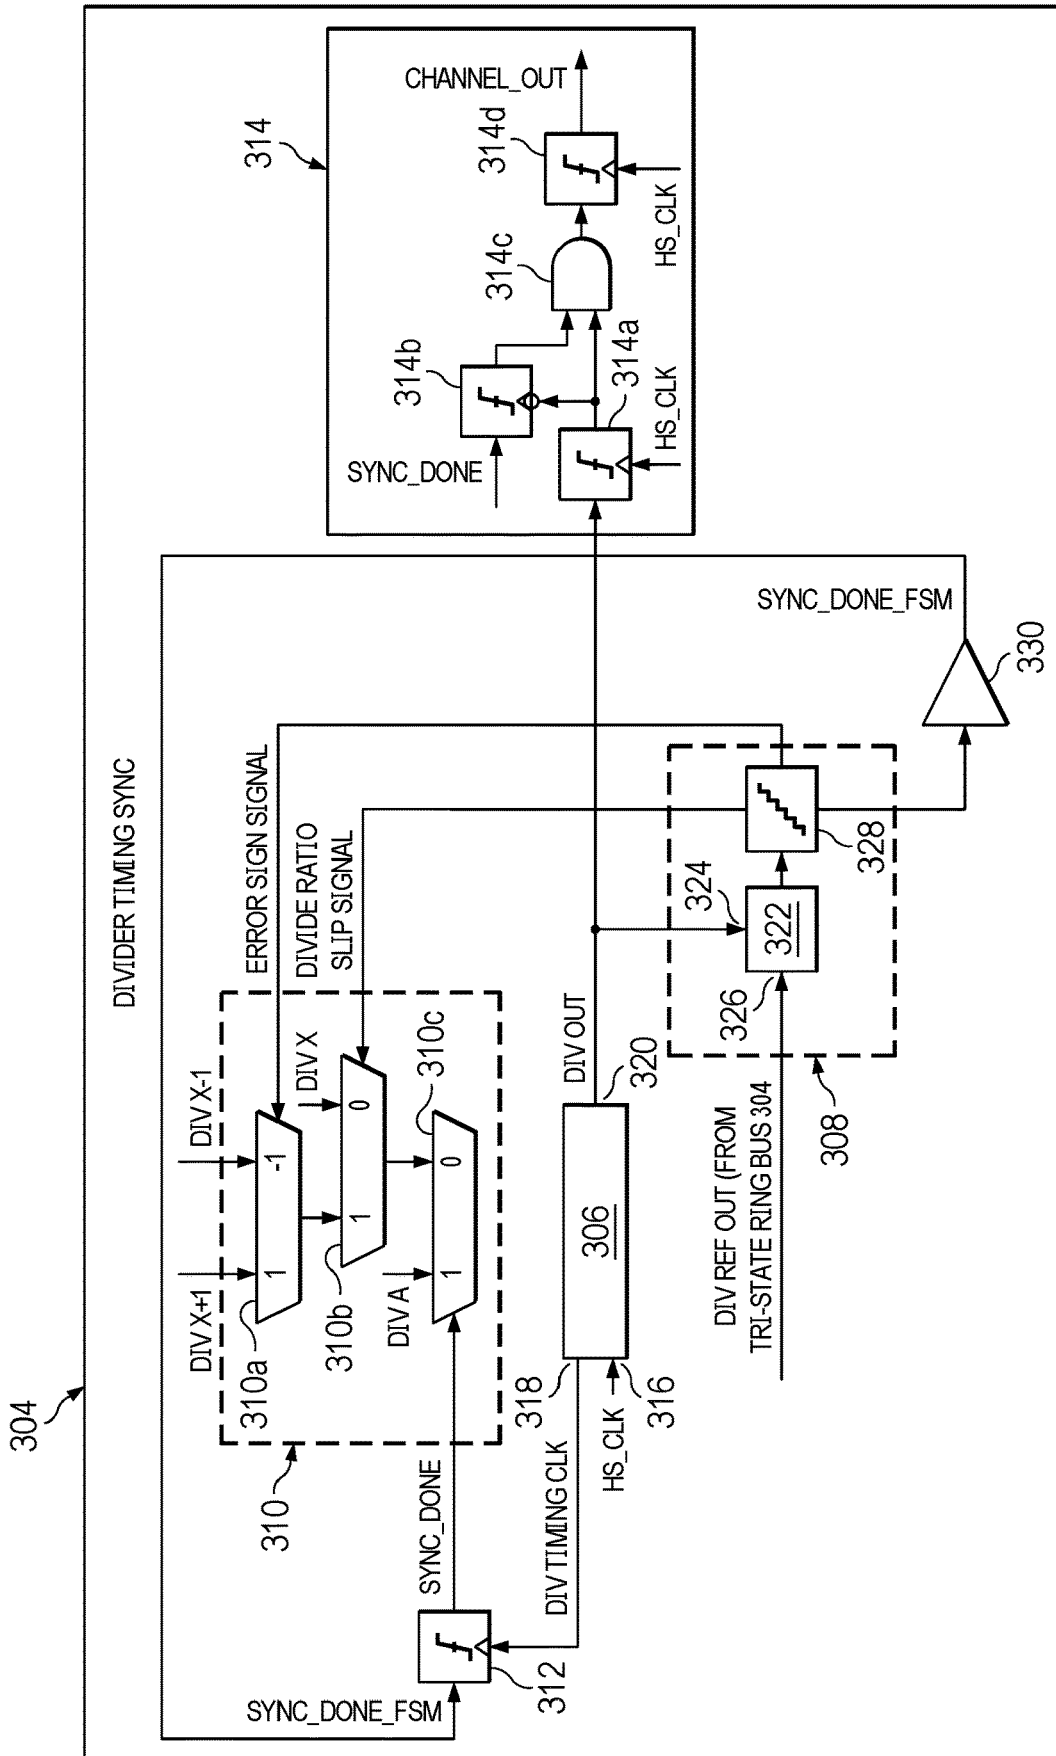 304
DIVIDER TIMING SYNC
SYNC_DONE_FSM
312
SYNC_DONE
310
310a
DIV X+1
DIV X-1
1
-1
ERROR SIGN SIGNAL
310b
DIV X
1
0
DIVIDE RATIO
SLIP SIGNAL
DIV A
1
0
310c
DIV TIMING CLK
318
HS_CLK
316
306
320
DIV OUT
DIV REF OUT (FROM
TRI-STATE RING BUS 304
308
326
322
324
328
330
SYNC_DONE_FSM
314
SYNC_DONE
314b
314a
HS_CLK
314c
314d
HS_CLK
CHANNEL_OUT